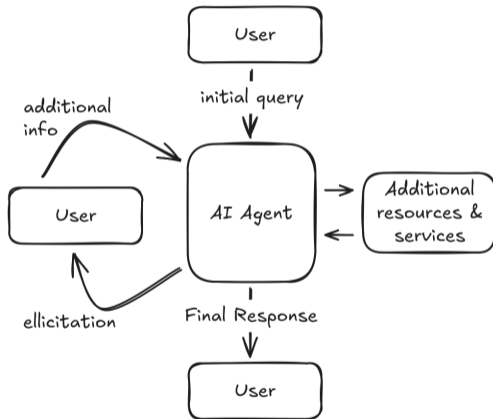 User
initial query
additional
info
User
AI Agent
Additional
resources &
services
ellicitation
Final Response
User